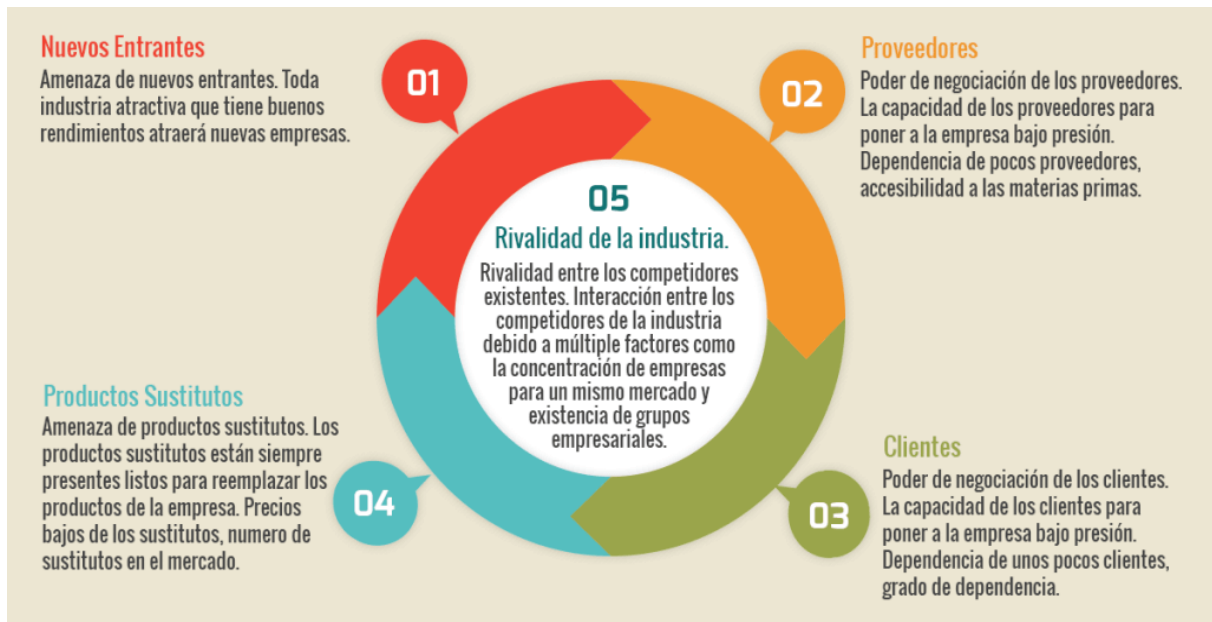 Nuevos Entrantes
Amenaza de nuevos entrantes. Toda
industria atractiva que tiene buenos
rendimientos atraerá nuevas empresas.
01
02
Proveedores
Poder de negociación de los proveedores.
La capacidad de los proveedores para
poner a la empresa bajo presión.
Dependencia de pocos proveedores,
accesibilidad a las materias primas.
05
Rivalidad de la industria.
Rivalidad entre los competidores
existentes. Interacción entre los
competidores de la industria
debido a múltiple factores como
la concentración de empresas
para un mismo mercado y
existencia de grupos
empresariales.
Productos Sustitutos
Amenaza de productos sustitutos. Los
productos sustitutos están siempre
presentes listos para reemplazar los
productos de la empresa. Precios
bajos de los sustitutos, numero de
sustitutos en el mercado.
04
03
Clientes
Poder de negociación de los clientes.
La capacidad de los clientes para
poner a la empresa bajo presión.
Dependencia de unos pocos clientes,
grado de dependencia.